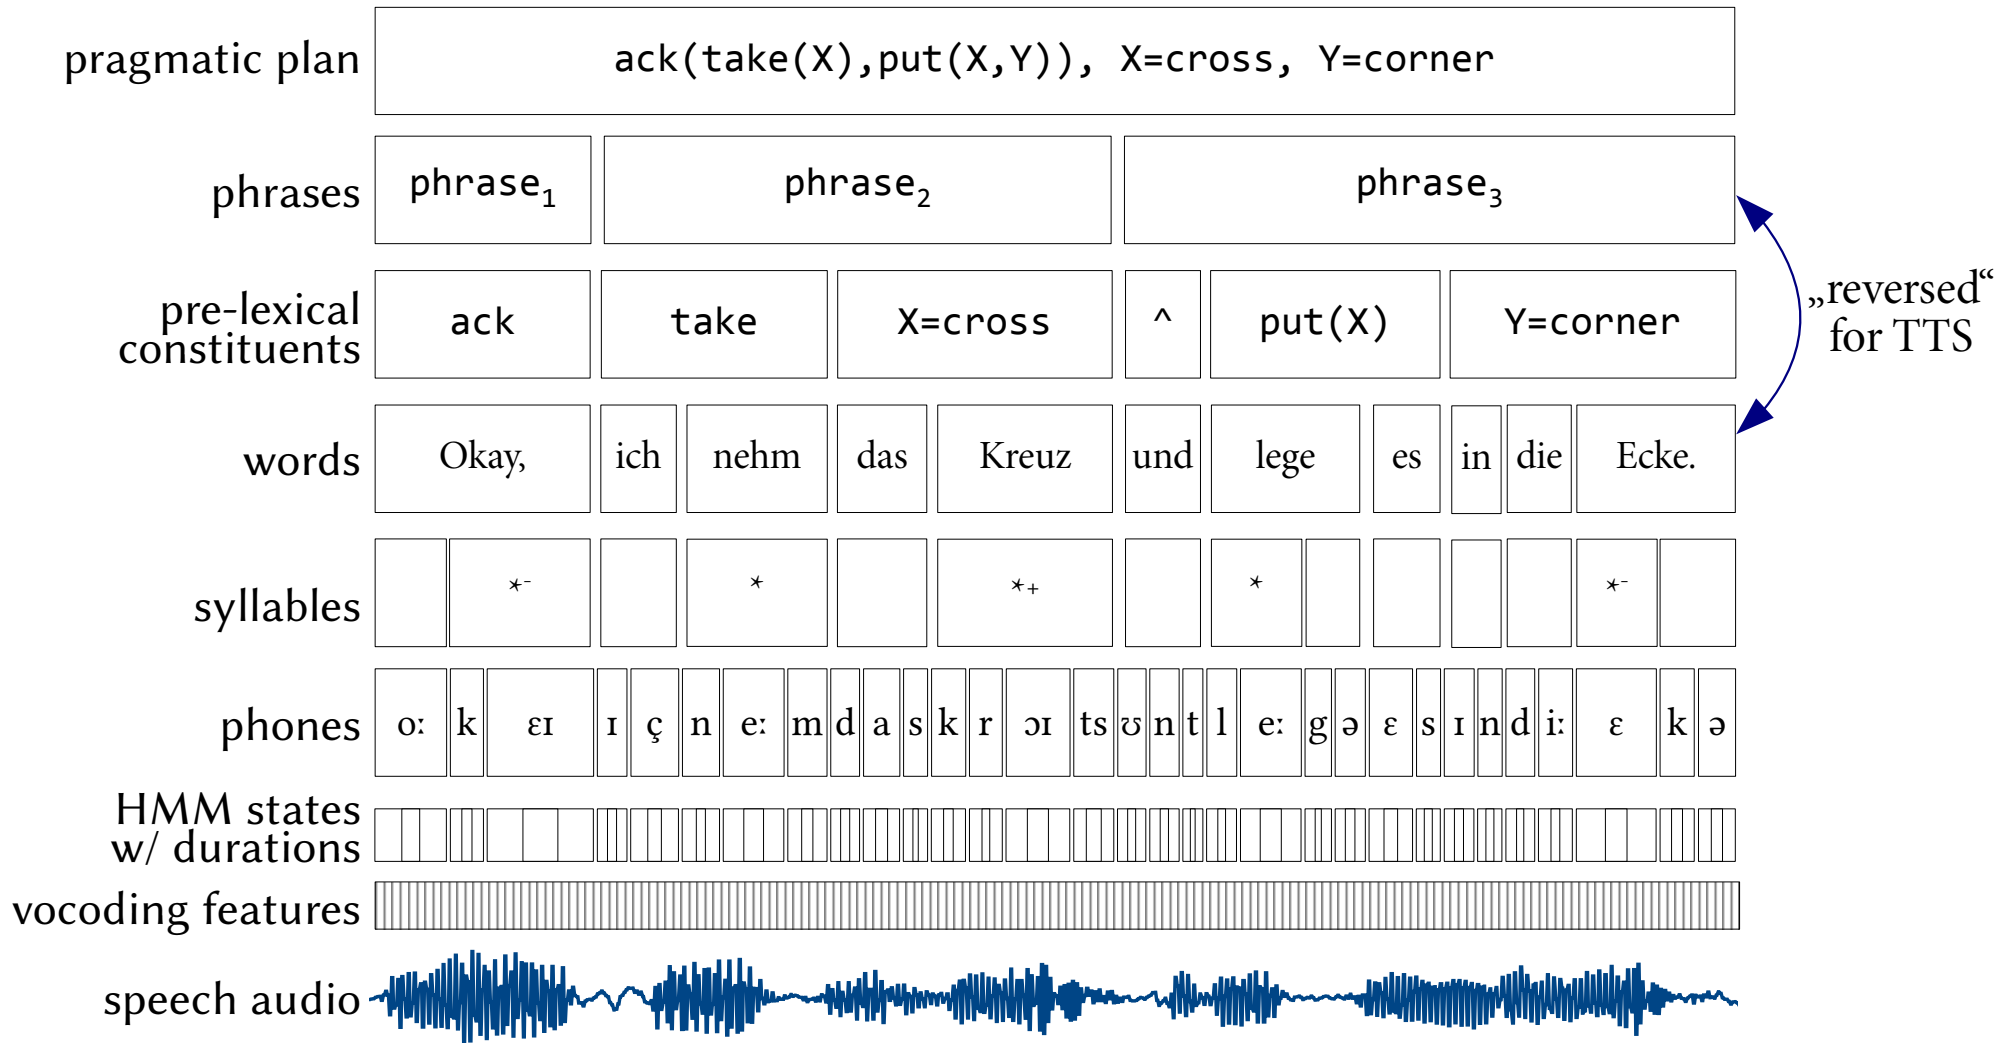 pragmatic plan
ack(take(X),put(X,Y)), X=cross, Y=corner
phrases
phrase₁ phrase₂ phrase₃
pre-lexical
constituents
ack take X=cross ^ put(X) Y=corner
„reversed“
for TTS
words
Okay, ich nehm das Kreuz und lege es in die Ecke.
syllables
*- * *+ * *-
phones
oː k ɛɪ ɪ ç n eː m d a s k r ɔɪ ts ʊ n t l eː g ə ɛ s ɪ n d iː ɛ k ə
HMM states
w/ durations
vocoding features
speech audio